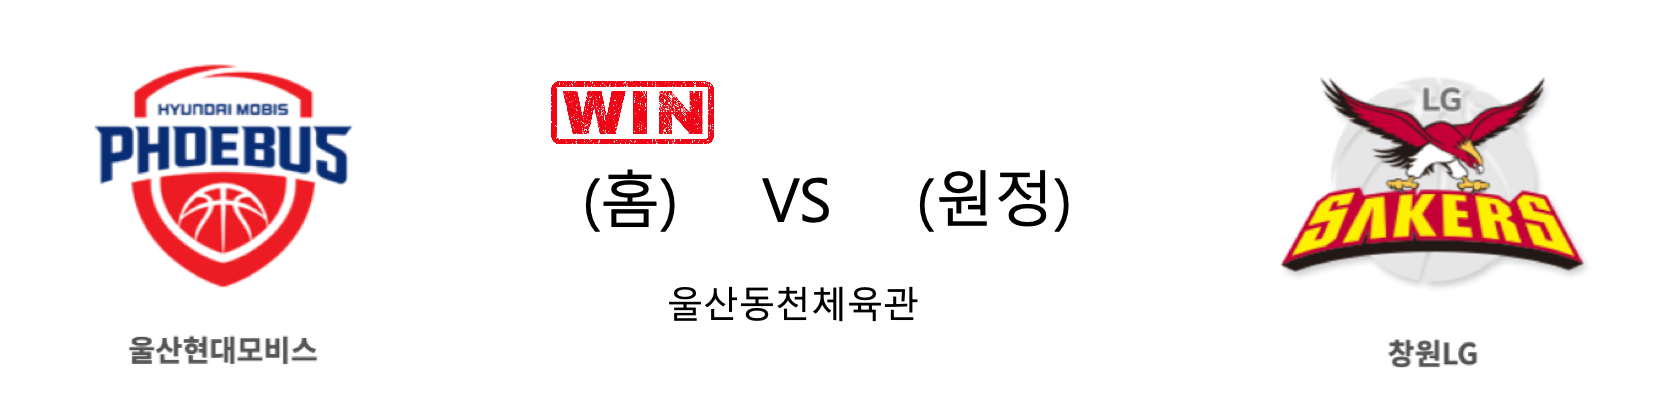 HYUNDAI MOBIS
PHOEBUS
울산현대모비스
WIN
(홈) VS (원정)
울산동천체육관
LG
SAKERS
창원LG